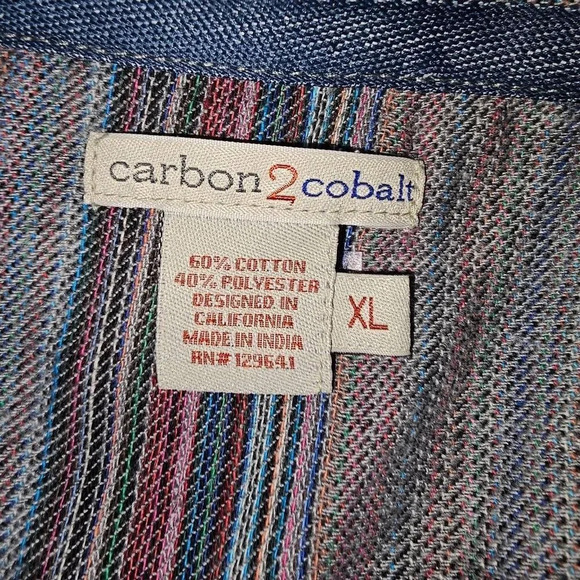 carbon2cobalt
60% COTTON
40% POLYESTER
DESIGNED IN
CALIFORNIA
MADE IN INDIA
RN# 129641
XL